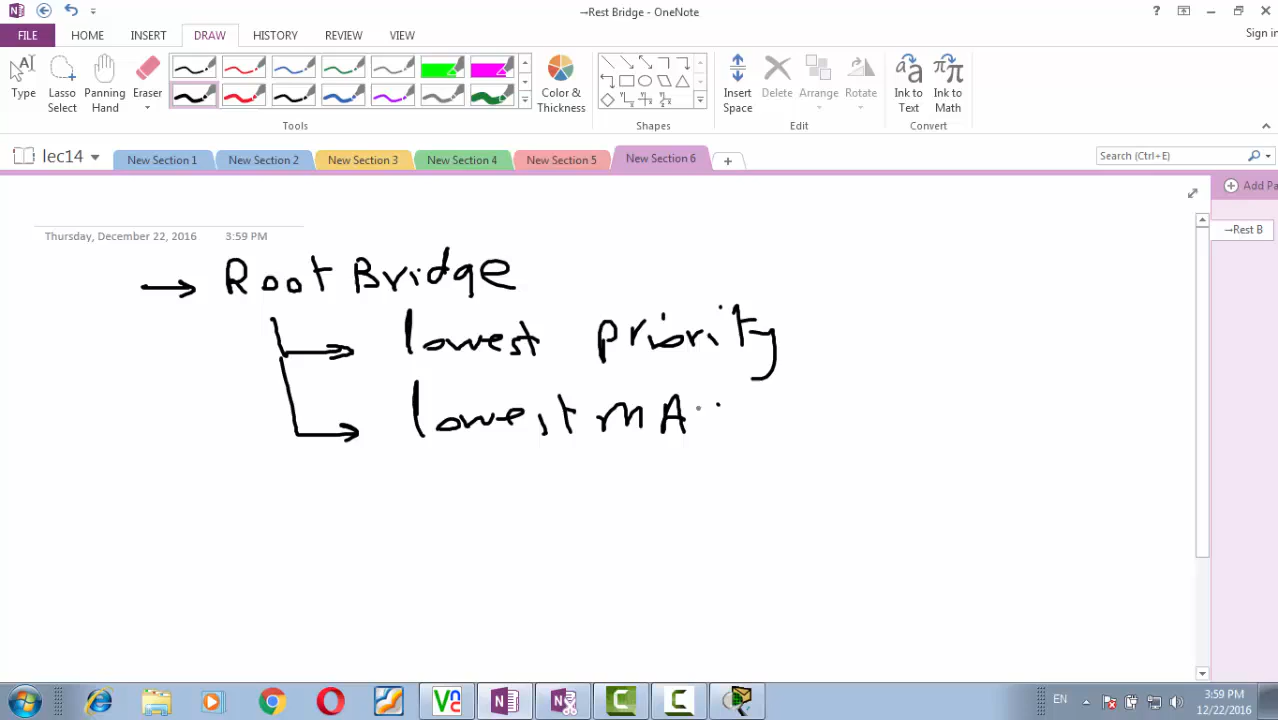 →Rest Bridge - OneNote
Sign in
FILE HOME INSERT DRAW HISTORY REVIEW VIEW
Type Lasso Select Panning Hand Eraser Color & Thickness Insert Space Delete Arrange Rotate Ink to Text Ink to Math
Tools Shapes Edit Convert
lec14 New Section 1 New Section 2 New Section 3 New Section 4 New Section 5 New Section 6 Search (Ctrl+E)
Add Pa
→Rest B
Thursday, December 22, 2016 3:59 PM
→ Root Bridge
→ lowest priority
→ lowest MA
EN 3:59 PM
12/22/2016